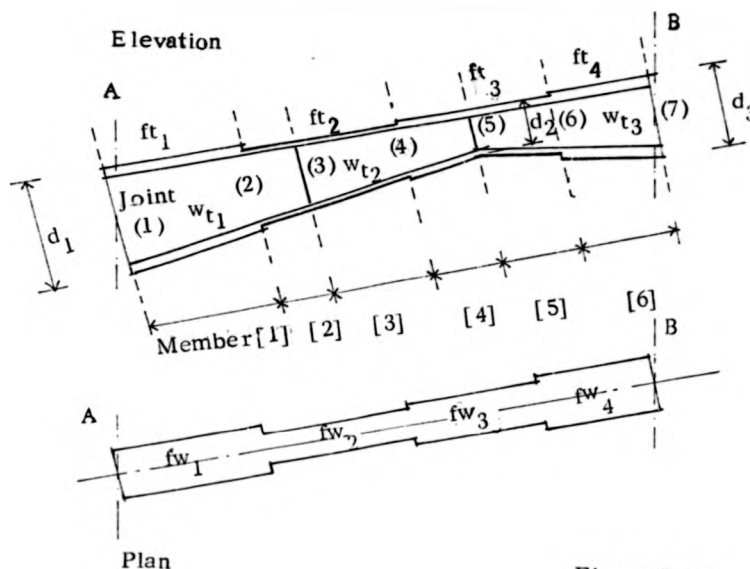 Elevation
A
B
ft1
ft2
ft3
ft4
d1
d2
d3
Joint
(1)
(2)
(3)
(4)
(5)
(6)
(7)
wt1
wt2
wt3
Member [1] [2] [3] [4] [5] [6]
A
B
fw1
fw2
fw3
fw4
Plan